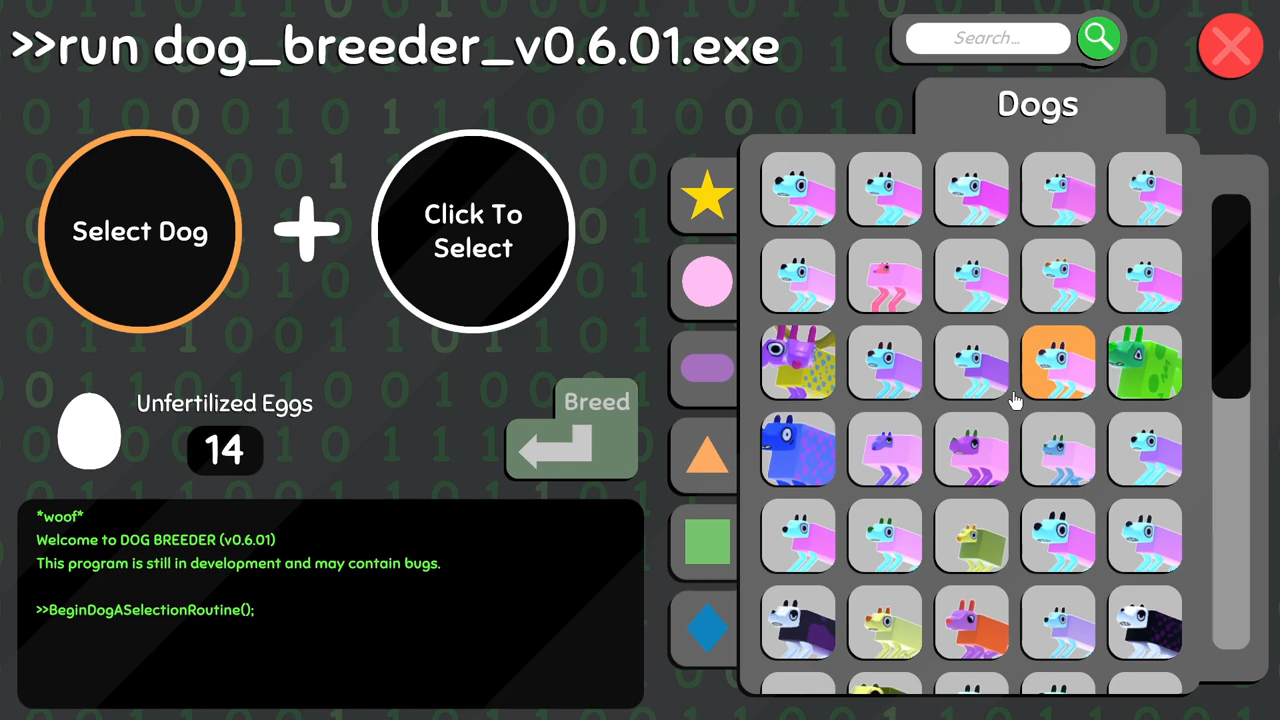 >>run dog_breeder_v0.6.01.exe
Search...
Dogs
Select Dog
Click To
Select
Unfertilized Eggs
14
Breed
*woof*
Welcome to DOG BREEDER (v0.6.01)
This program is still in development and may contain bugs.
>>BeginDogASelectionRoutine();